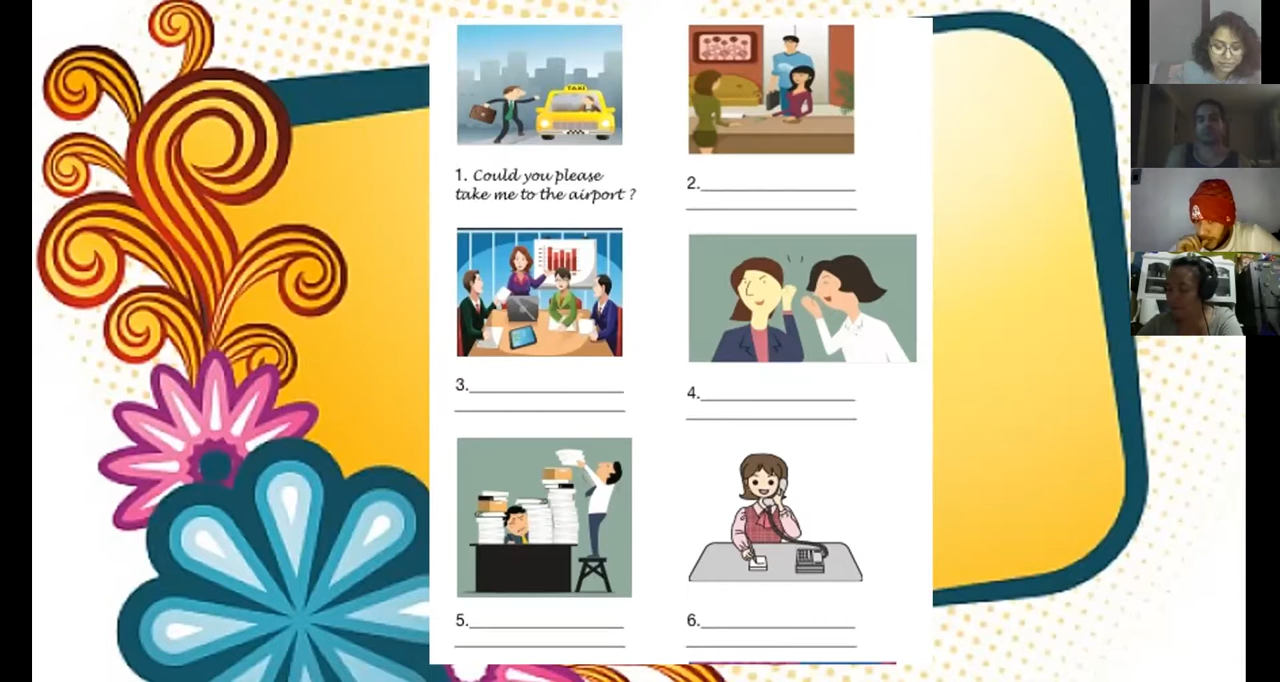 TAXI
1. Could you please
take me to the airport ?
2.
3.
4.
5.
6.